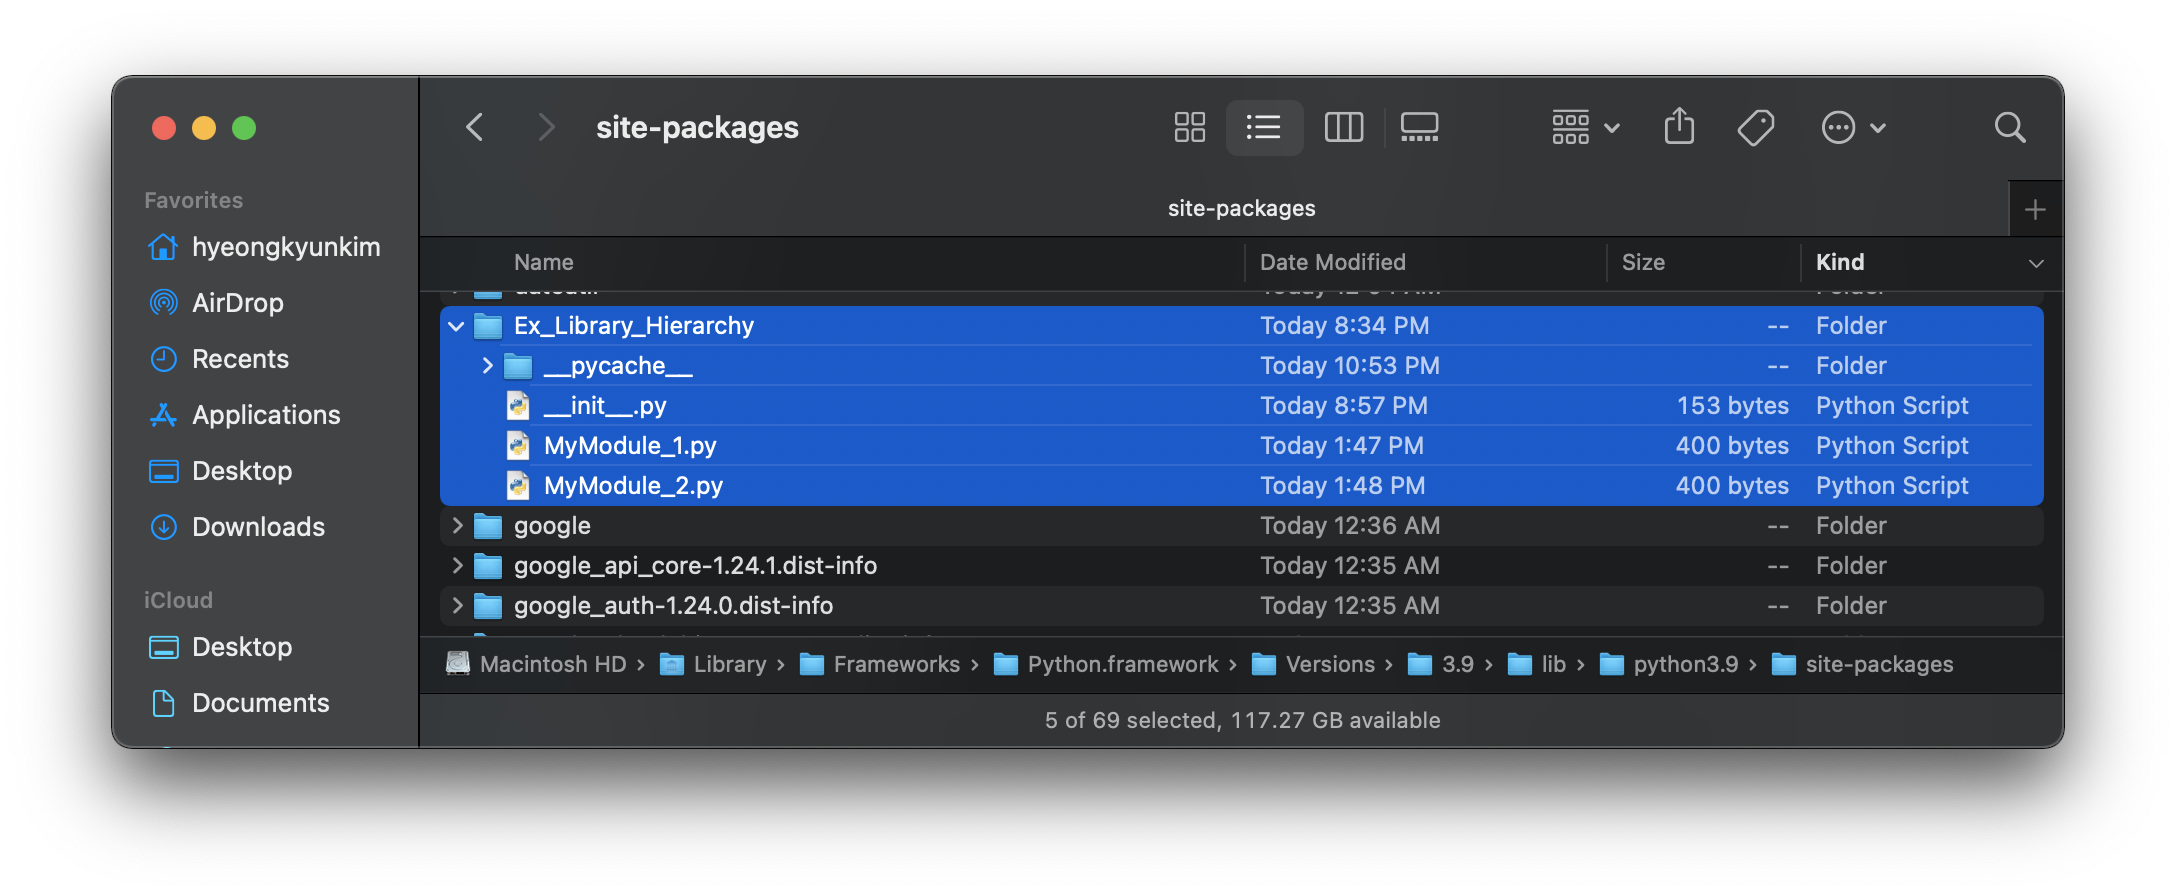 site-packages
site-packages
Favorites
hyeongkyunkim
AirDrop
Recents
Applications
Desktop
Downloads
iCloud
Desktop
Documents
Name Date Modified Size Kind
Ex_Library_Hierarchy Today 8:34 PM -- Folder
__pycache__ Today 10:53 PM -- Folder
__init__.py Today 8:57 PM 153 bytes Python Script
MyModule_1.py Today 1:47 PM 400 bytes Python Script
MyModule_2.py Today 1:48 PM 400 bytes Python Script
google Today 12:36 AM -- Folder
google_api_core-1.24.1.dist-info Today 12:35 AM -- Folder
google_auth-1.24.0.dist-info Today 12:35 AM -- Folder
Macintosh HD › Library › Frameworks › Python.framework › Versions › 3.9 › lib › python3.9 › site-packages
5 of 69 selected, 117.27 GB available